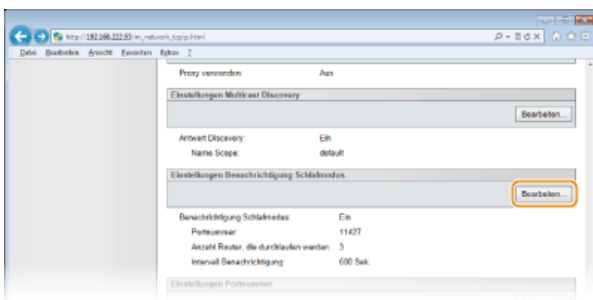 http://192.168.222.53/m_network_tcpip.html
Datei Bearbeiten Ansicht Favoriten Extras ?
Proxy verwenden: Aus
Einstellungen Multicast Discovery
Bearbeiten...
Antwort Discovery: Ein
Name Scope: default
Einstellungen Benachrichtigung Schlafmodus
Bearbeiten...
Benachrichtigung Schlafmodus: Ein
Portnummer: 11427
Anzahl Router, die durchlaufen werden: 3
Intervall Benachrichtigung: 600 Sek.
Einstellungen Portnummer